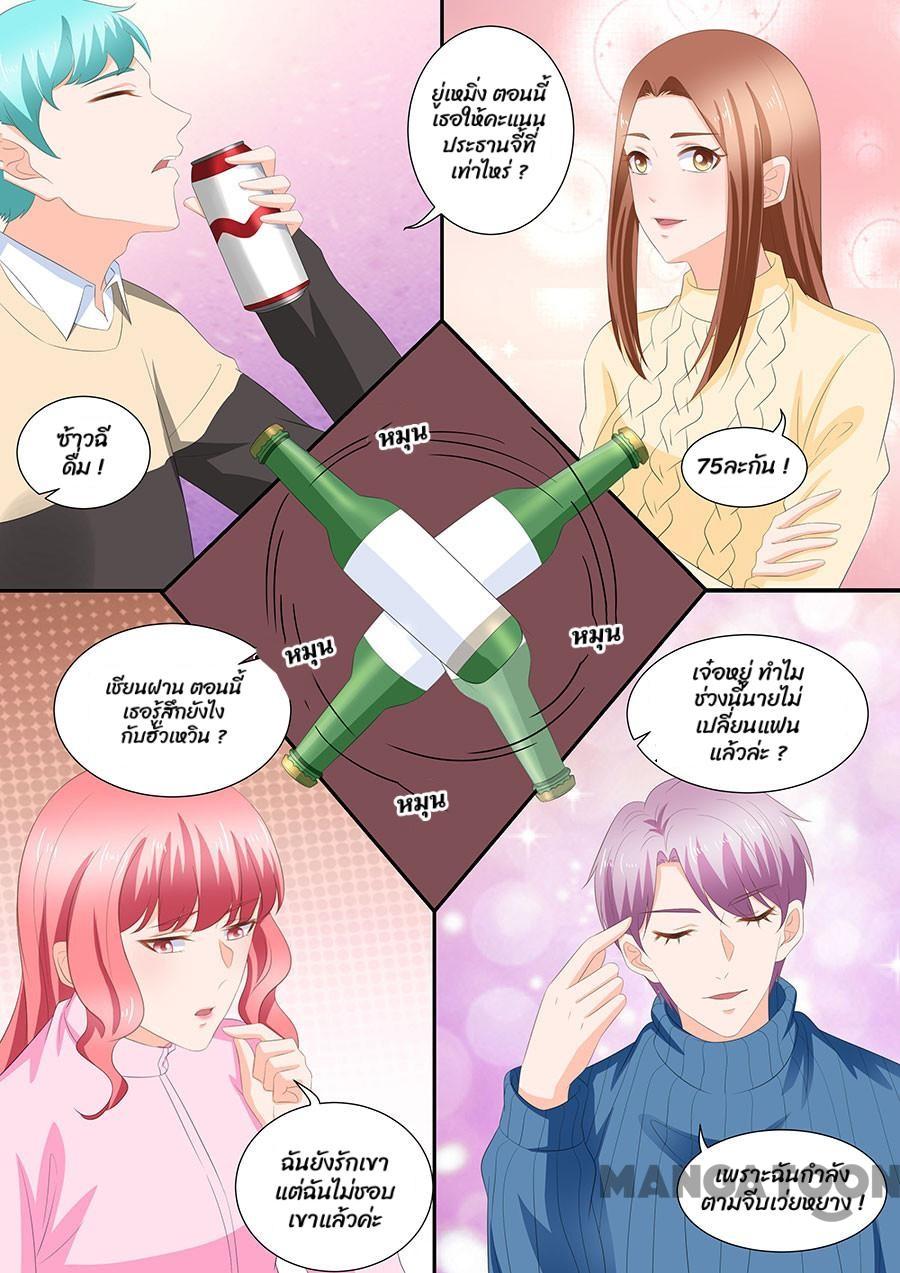 ซ้าวฉี
ดื่ม !
ยู่เหมิ่ง ตอนนี้
เธอให้คะแนน
ประธานจี้ที่
เท่าไหร่ ?
75ละกัน !
หมุน
หมุน
หมุน
หมุน
เชียนฝาน ตอนนี้
เธอรู้สึกยังไง
กับฮั่วเหวิน ?
ฉันยังรักเขา
แต่ฉันไม่ชอบ
เขาแล้วค่ะ
เจ๋อหยู่ ทำไม
ช่วงนี้นายไม่
เปลี่ยนแฟน
แล้วล่ะ ?
เพราะฉันกำลัง
ตามจีบเว่ยหยาง !
MANGATOON